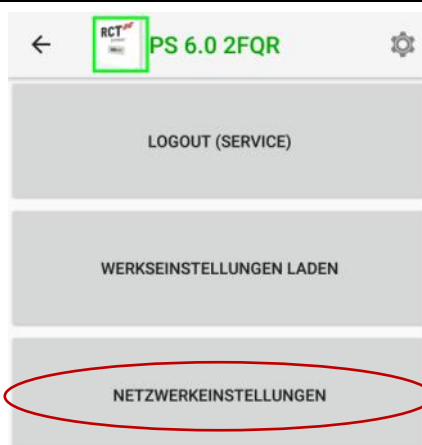 RCT
PS 6.0 2FQR
LOGOUT (SERVICE)
WERKSEINSTELLUNGEN LADEN
NETZWERKEINSTELLUNGEN